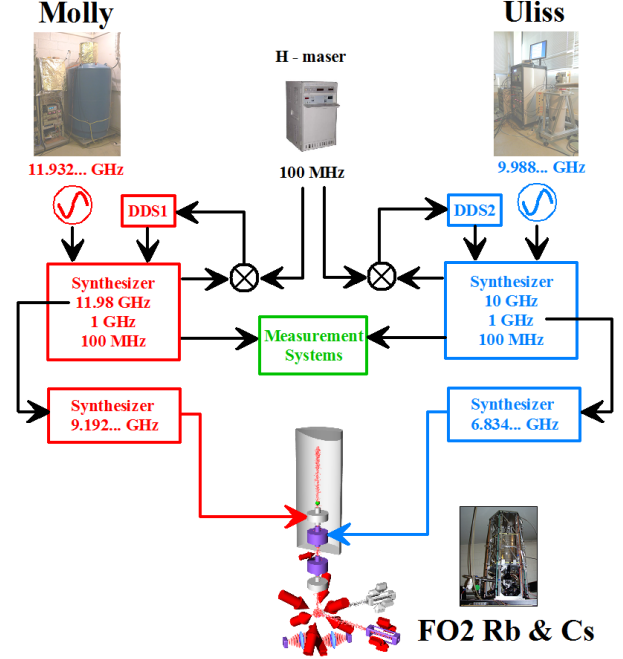 Molly
Uliss
H - maser
11.932... GHz
100 MHz
9.988... GHz
DDS1
DDS2
Synthesizer
11.98 GHz
1 GHz
100 MHz
Synthesizer
10 GHz
1 GHz
100 MHz
Measurement
Systems
Synthesizer
9.192... GHz
Synthesizer
6.834... GHz
FO2 Rb & Cs